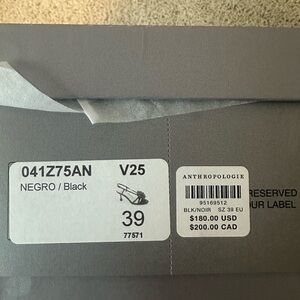 041Z75AN V25
NEGRO / Black
39
77571
ANTHROPOLOGIE
95169512
BLK/NOIR SZ 39 EU
$180.00 USD
$200.00 CAD
RESERVED
OUR LABEL